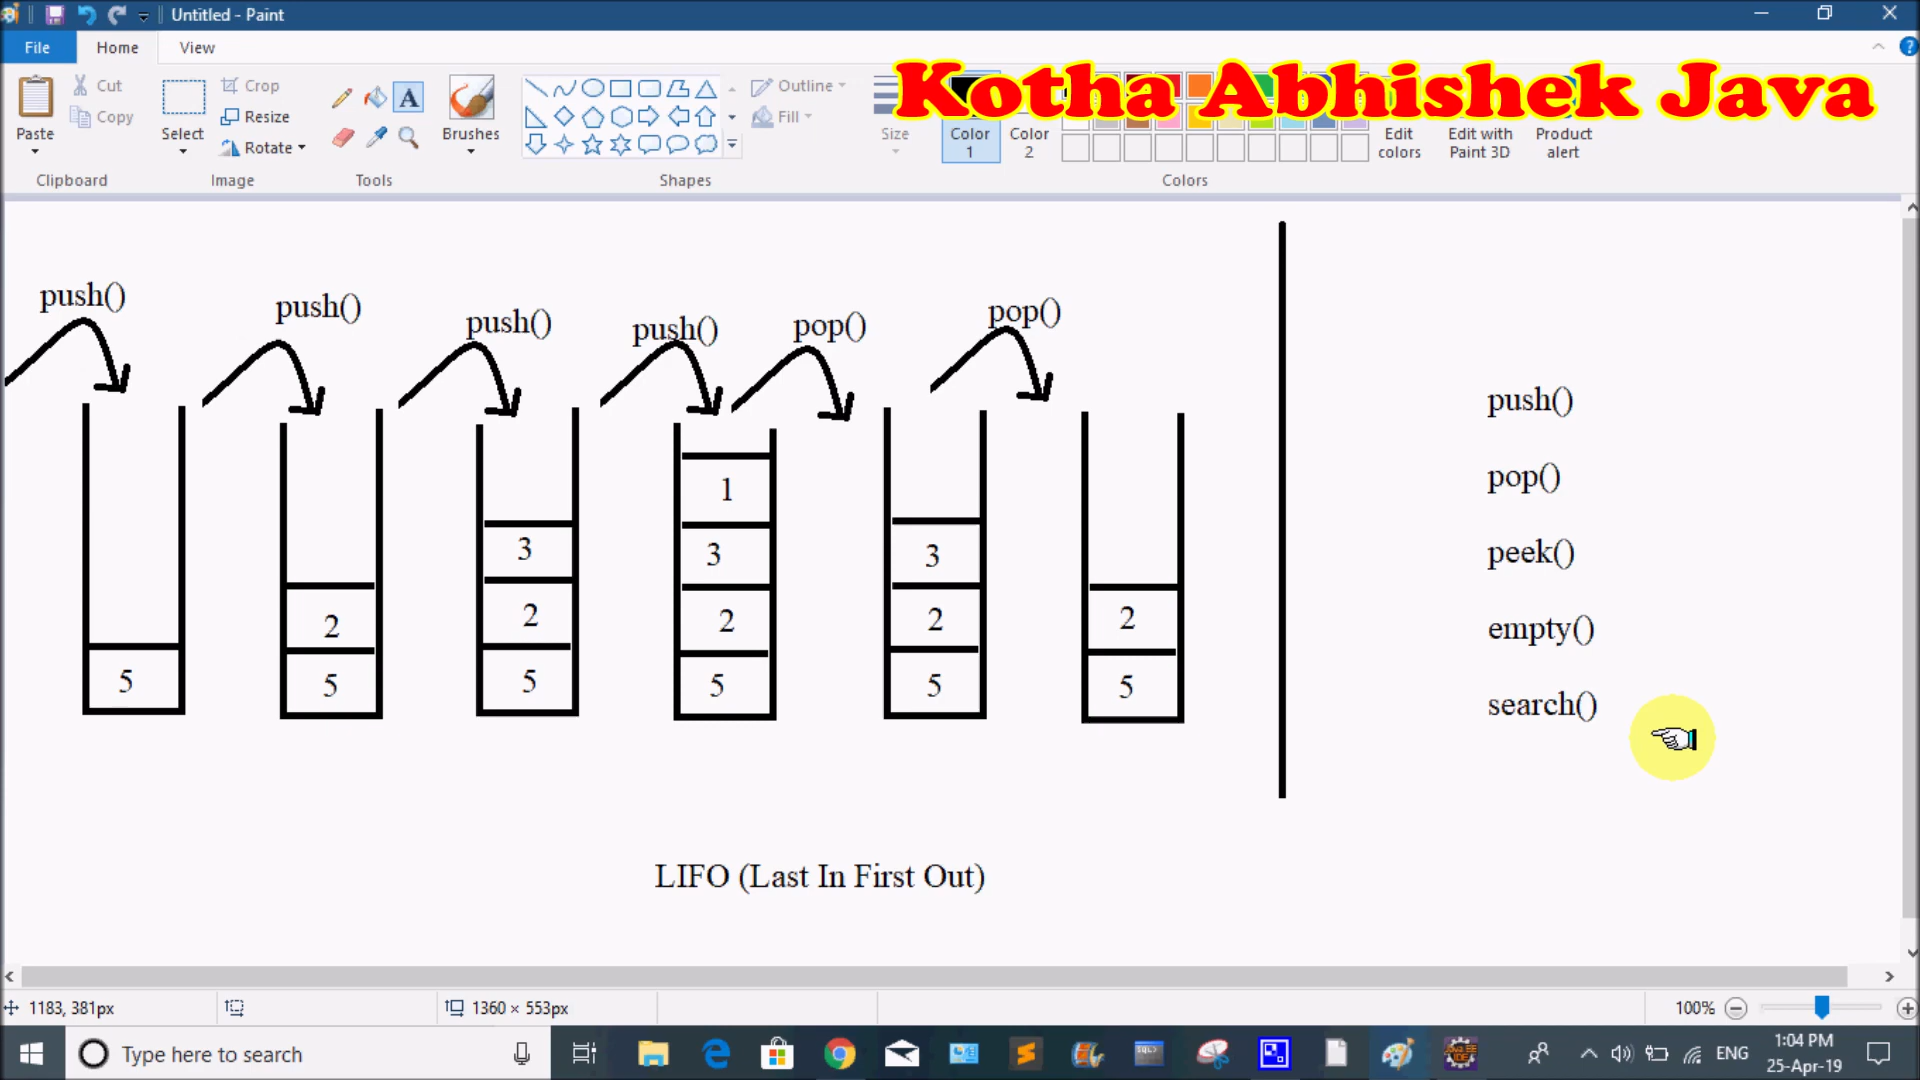 Untitled - Paint
File Home View
Kotha Abhishek Java
Paste
Cut
Copy
Clipboard
Select
Crop
Resize
Rotate
Image
A
Tools
Brushes
Shapes
Outline
Fill
Size
Color 1
Color 2
Edit colors
Edit with Paint 3D
Product alert
Colors
push()
push()
push()
push()
pop()
pop()
5
2
5
3
2
5
1
3
2
5
3
2
5
2
5
push()
pop()
peek()
empty()
search()
LIFO (Last In First Out)
1183, 381px
1360 × 553px
100%
Type here to search
ENG
1:04 PM
25-Apr-19